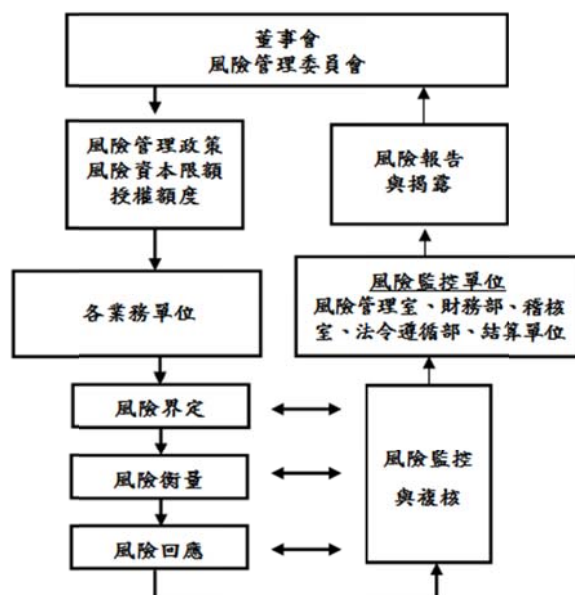 董事會
風險管理委員會
風險管理政策
風險資本限額
授權額度
風險報告
與揭露
各業務單位
風險監控單位
風險管理室、財務部、稽核
室、法令遵循部、結算單位
風險界定
風險衡量
風險回應
風險監控
與複核